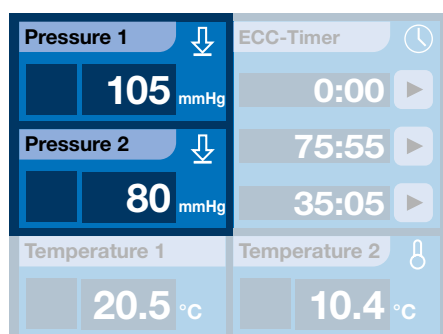 Pressure 1
105 mmHg
Pressure 2
80 mmHg
ECC-Timer
0:00
75:55
35:05
Temperature 1
20.5 °C
Temperature 2
10.4 °C